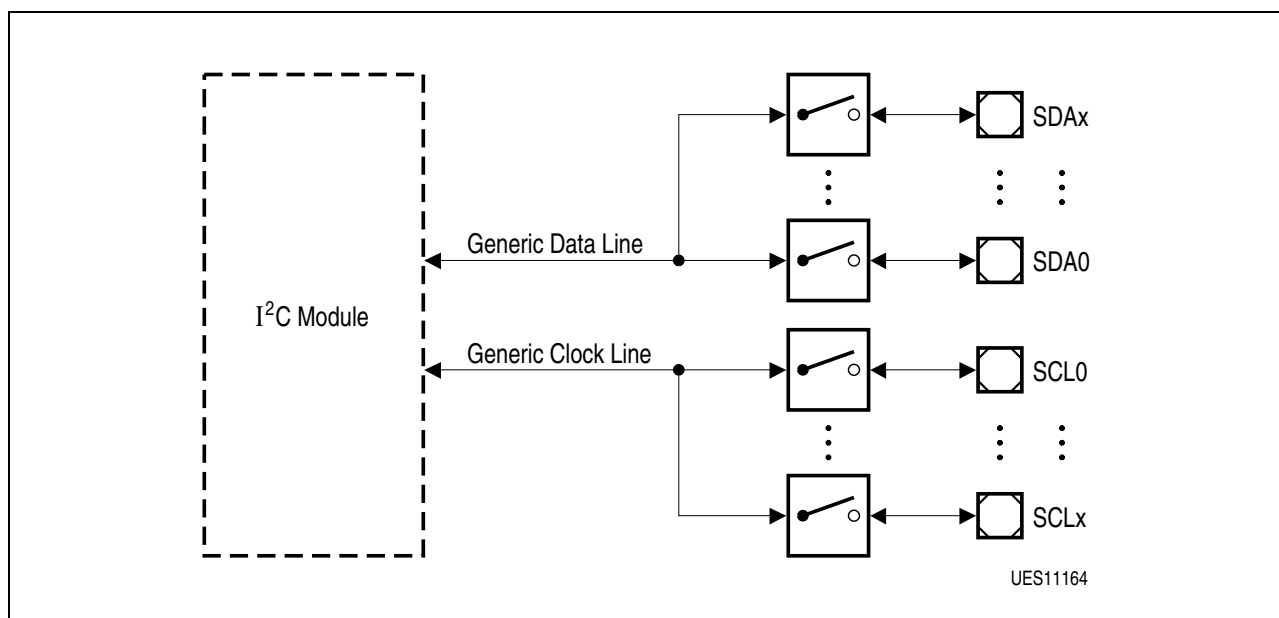 SDAx
Generic Data Line
SDA0
I²C Module
Generic Clock Line
SCL0
SCLx
UES11164